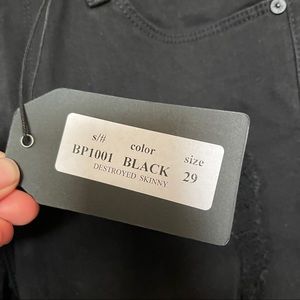 s/# color size
BP1001 BLACK 29
DESTROYED SKINNY